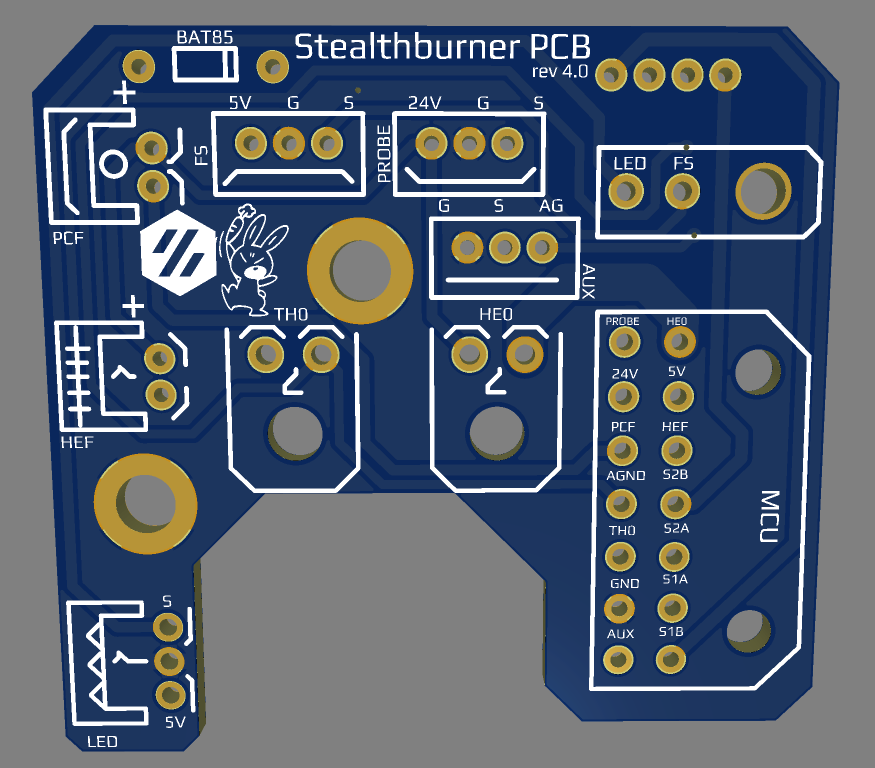 BAT85
Stealthburner PCB
rev 4.0
+
5V G S
FS
24V G S
PROBE
LED FS
PCF
G S AG
AUX
+
TH0
HE0
HEF
PROBE HE0
24V 5V
PCF HEF
AGND S2B
TH0 S2A
GND S1A
AUX S1B
MCU
S
5V
LED